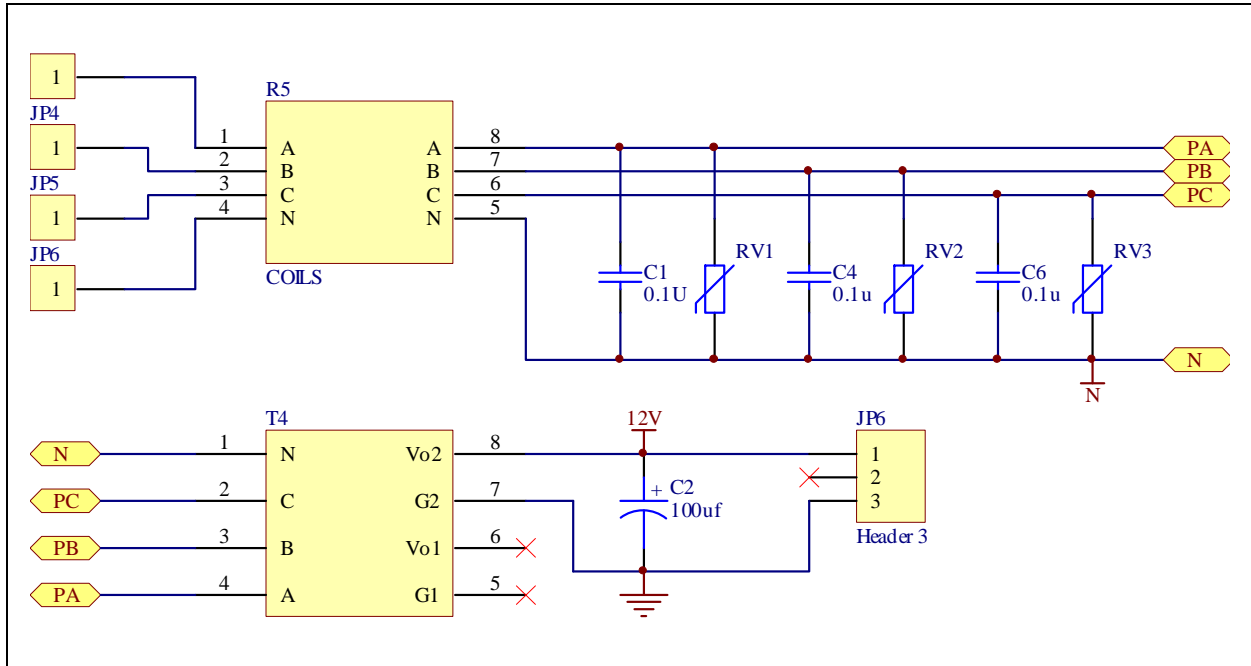 1
JP4
1
JP5
1
JP6
1
R5
1 A A 8
2 B B 7
3 C C 6
4 N N 5
COILS
PA
PB
PC
C1
0.1U
RV1
C4
0.1u
RV2
C6
0.1u
RV3
N
N
T4
N 1 N Vo2 8
PC 2 C G2 7
PB 3 B Vo1 6
PA 4 A G1 5
12V
+ C2
100uf
JP6
1
2
3
Header 3